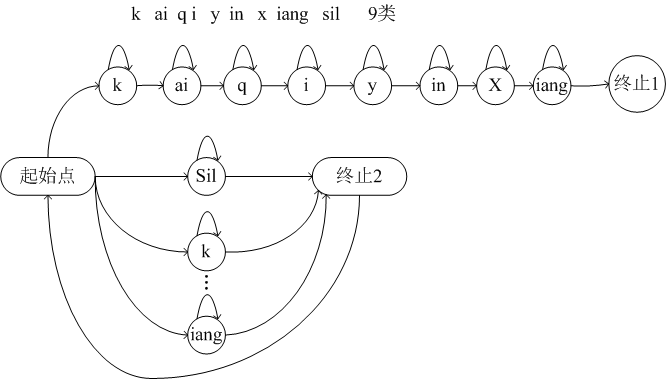 k ai q i y in x iang sil 9类
k ai q i y in X iang 终止1
起始点 Sil 终止2
k
iang